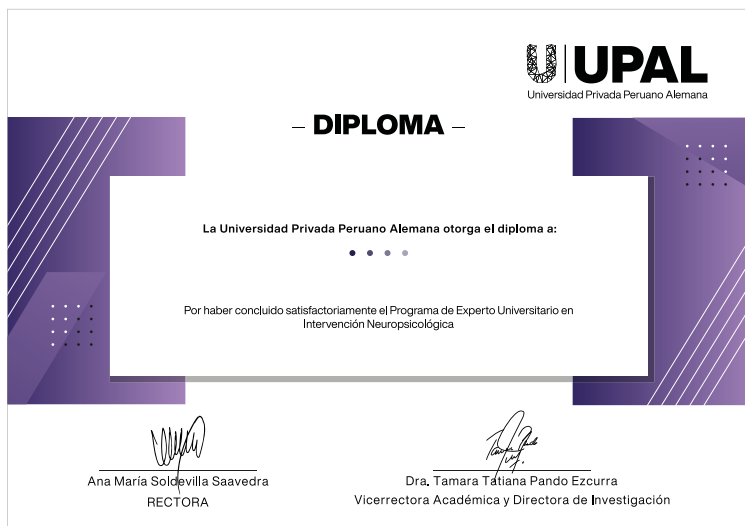 UPAL
Universidad Privada Peruano Alemana
– DIPLOMA –
La Universidad Privada Peruano Alemana otorga el diploma a:
Por haber concluido satisfactoriamente el Programa de Experto Universitario en
Intervención Neuropsicológica
Ana María Soldevilla Saavedra
RECTORA
Dra. Tamara Tatiana Pando Ezcurra
Vicerrectora Académica y Directora de Investigación